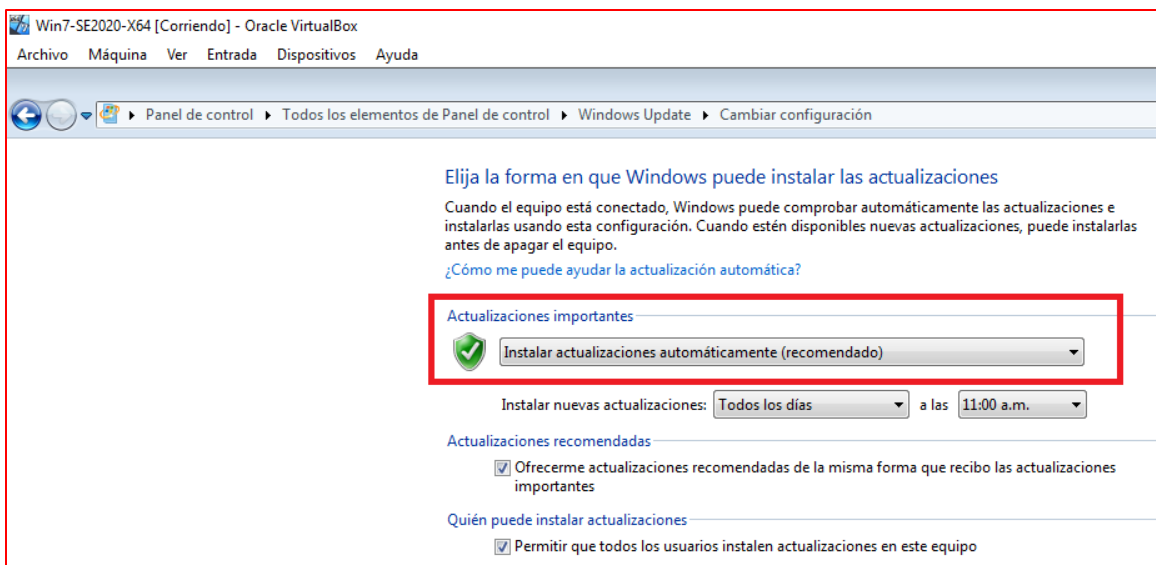 Win7-SE2020-X64 [Corriendo] - Oracle VirtualBox
Archivo Máquina Ver Entrada Dispositivos Ayuda
Panel de control Todos los elementos de Panel de control Windows Update Cambiar configuración
Elija la forma en que Windows puede instalar las actualizaciones
Cuando el equipo está conectado, Windows puede comprobar automáticamente las actualizaciones e
instalarlas usando esta configuración. Cuando estén disponibles nuevas actualizaciones, puede instalarlas
antes de apagar el equipo.
¿Cómo me puede ayudar la actualización automática?
Actualizaciones importantes
Instalar actualizaciones automáticamente (recomendado)
Instalar nuevas actualizaciones: Todos los días a las 11:00 a.m.
Actualizaciones recomendadas
Ofrecerme actualizaciones recomendadas de la misma forma que recibo las actualizaciones
importantes
Quién puede instalar actualizaciones
Permitir que todos los usuarios instalen actualizaciones en este equipo